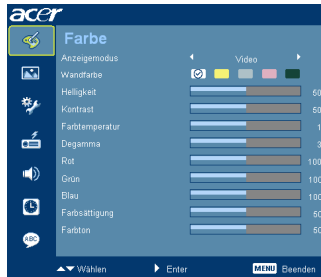 acer
Farbe
Anzeigemodus Video
Wandfarbe
Helligkeit 50
Kontrast 50
Farbtemperatur 1
Degamma 3
Rot 100
Grün 100
Blau 100
Farbsättigung 50
Farbton 50
ABC
Wählen Enter MENU Beenden